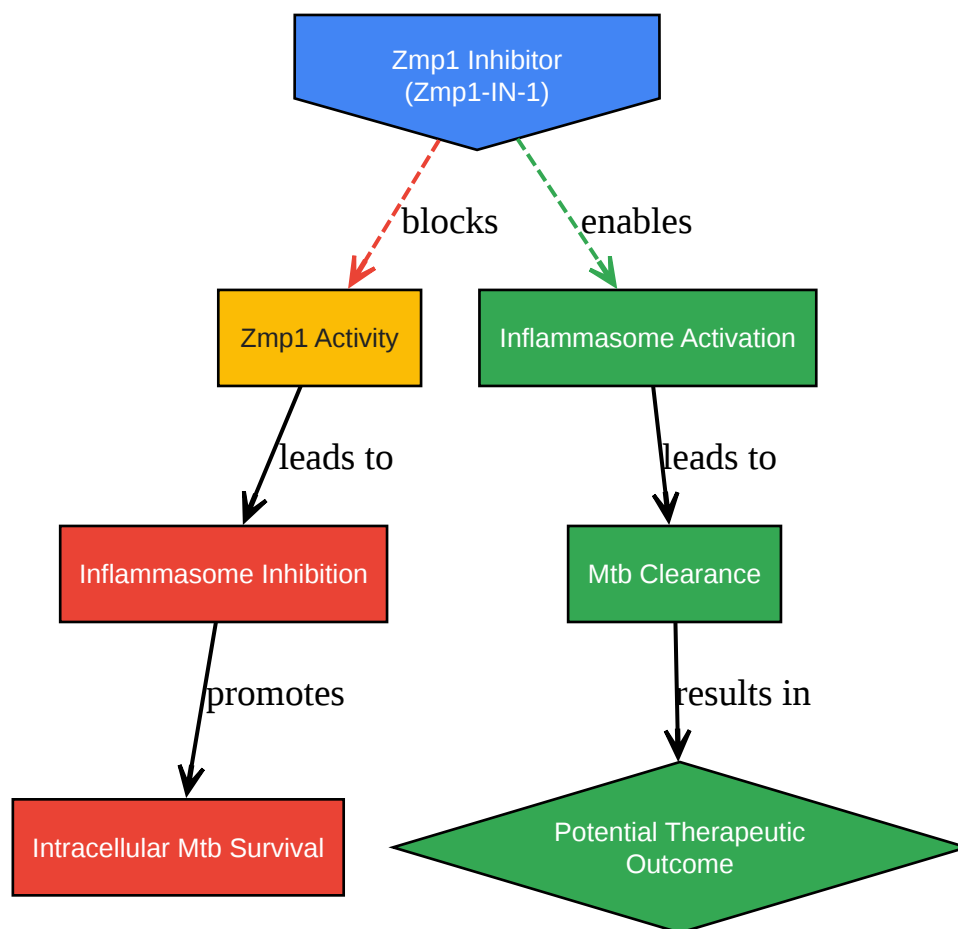 Zmp1 Inhibitor
(Zmp1-IN-1)
blocks
enables
Zmp1 Activity
Inflammasome Activation
leads to
leads to
Inflammasome Inhibition
Mtb Clearance
promotes
results in
Intracellular Mtb Survival
Potential Therapeutic
Outcome